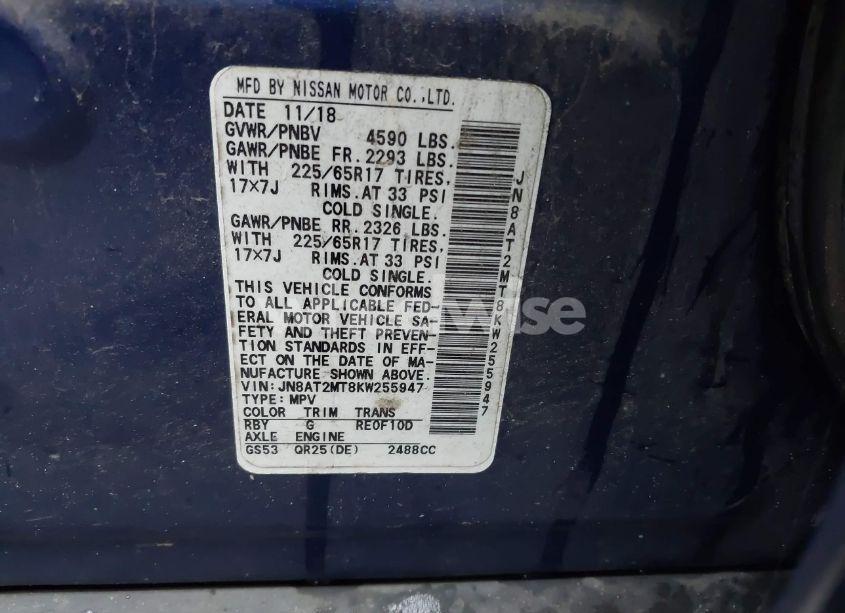 MFD BY NISSAN MOTOR CO.,LTD.
DATE 11/18
GVWR/PNBV 4590 LBS.
GAWR/PNBE FR.2293 LBS.
WITH 225/65R17 TIRES,
17×7J RIMS.AT 33 PSI
COLD SINGLE.
GAWR/PNBE RR.2326 LBS.
WITH 225/65R17 TIRES,
17×7J RIMS.AT 33 PSI
COLD SINGLE.
THIS VEHICLE CONFORMS
TO ALL APPLICABLE FED-
ERAL MOTOR VEHICLE SA-
FETY AND THEFT PREVEN-
TION STANDARDS IN EFF-
ECT ON THE DATE OF MA-
NUFACTURE SHOWN ABOVE.
VIN: JN8AT2MT8KW255947
TYPE: MPV
COLOR TRIM TRANS
RBY G RE0F10D
AXLE ENGINE
GS53 QR25(DE) 2488CC
JN8AT2MT8KW255947
wise